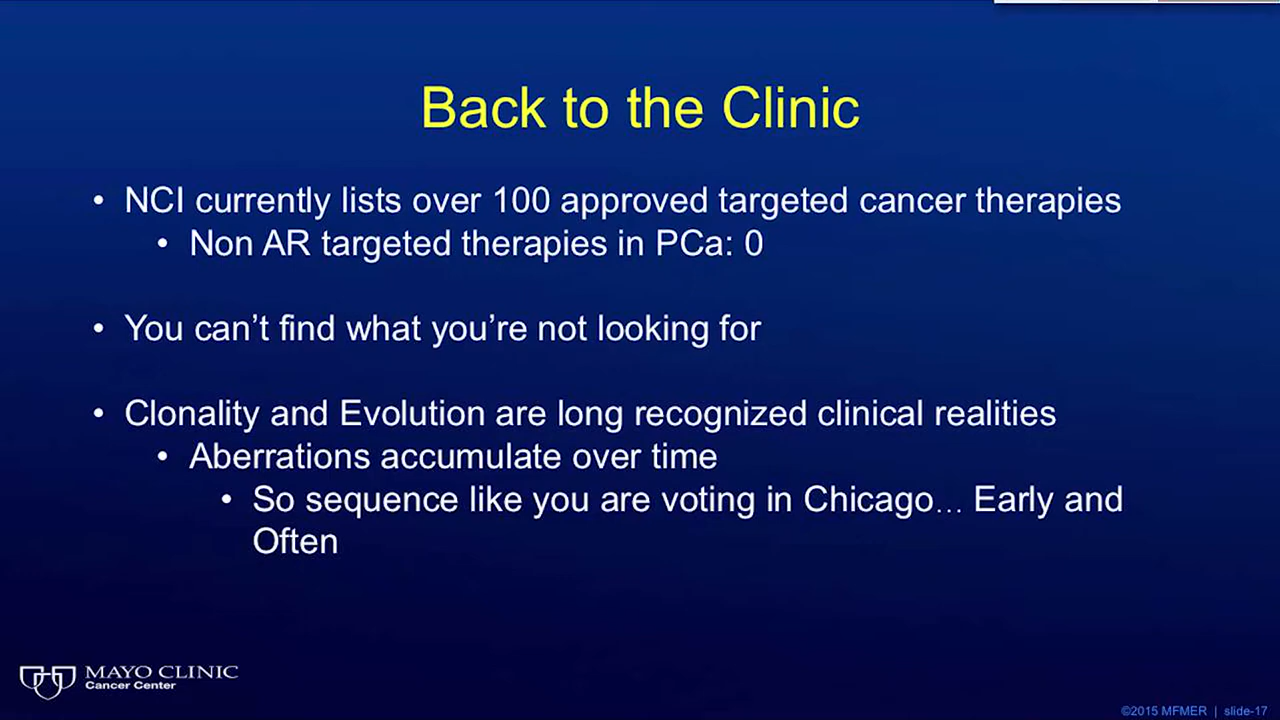 Back to the Clinic
• NCI currently lists over 100 approved targeted cancer therapies
• Non AR targeted therapies in PCa: 0
• You can’t find what you’re not looking for
• Clonality and Evolution are long recognized clinical realities
• Aberrations accumulate over time
• So sequence like you are voting in Chicago… Early and
Often
MAYO CLINIC
Cancer Center
©2015 MFMER | slide-17